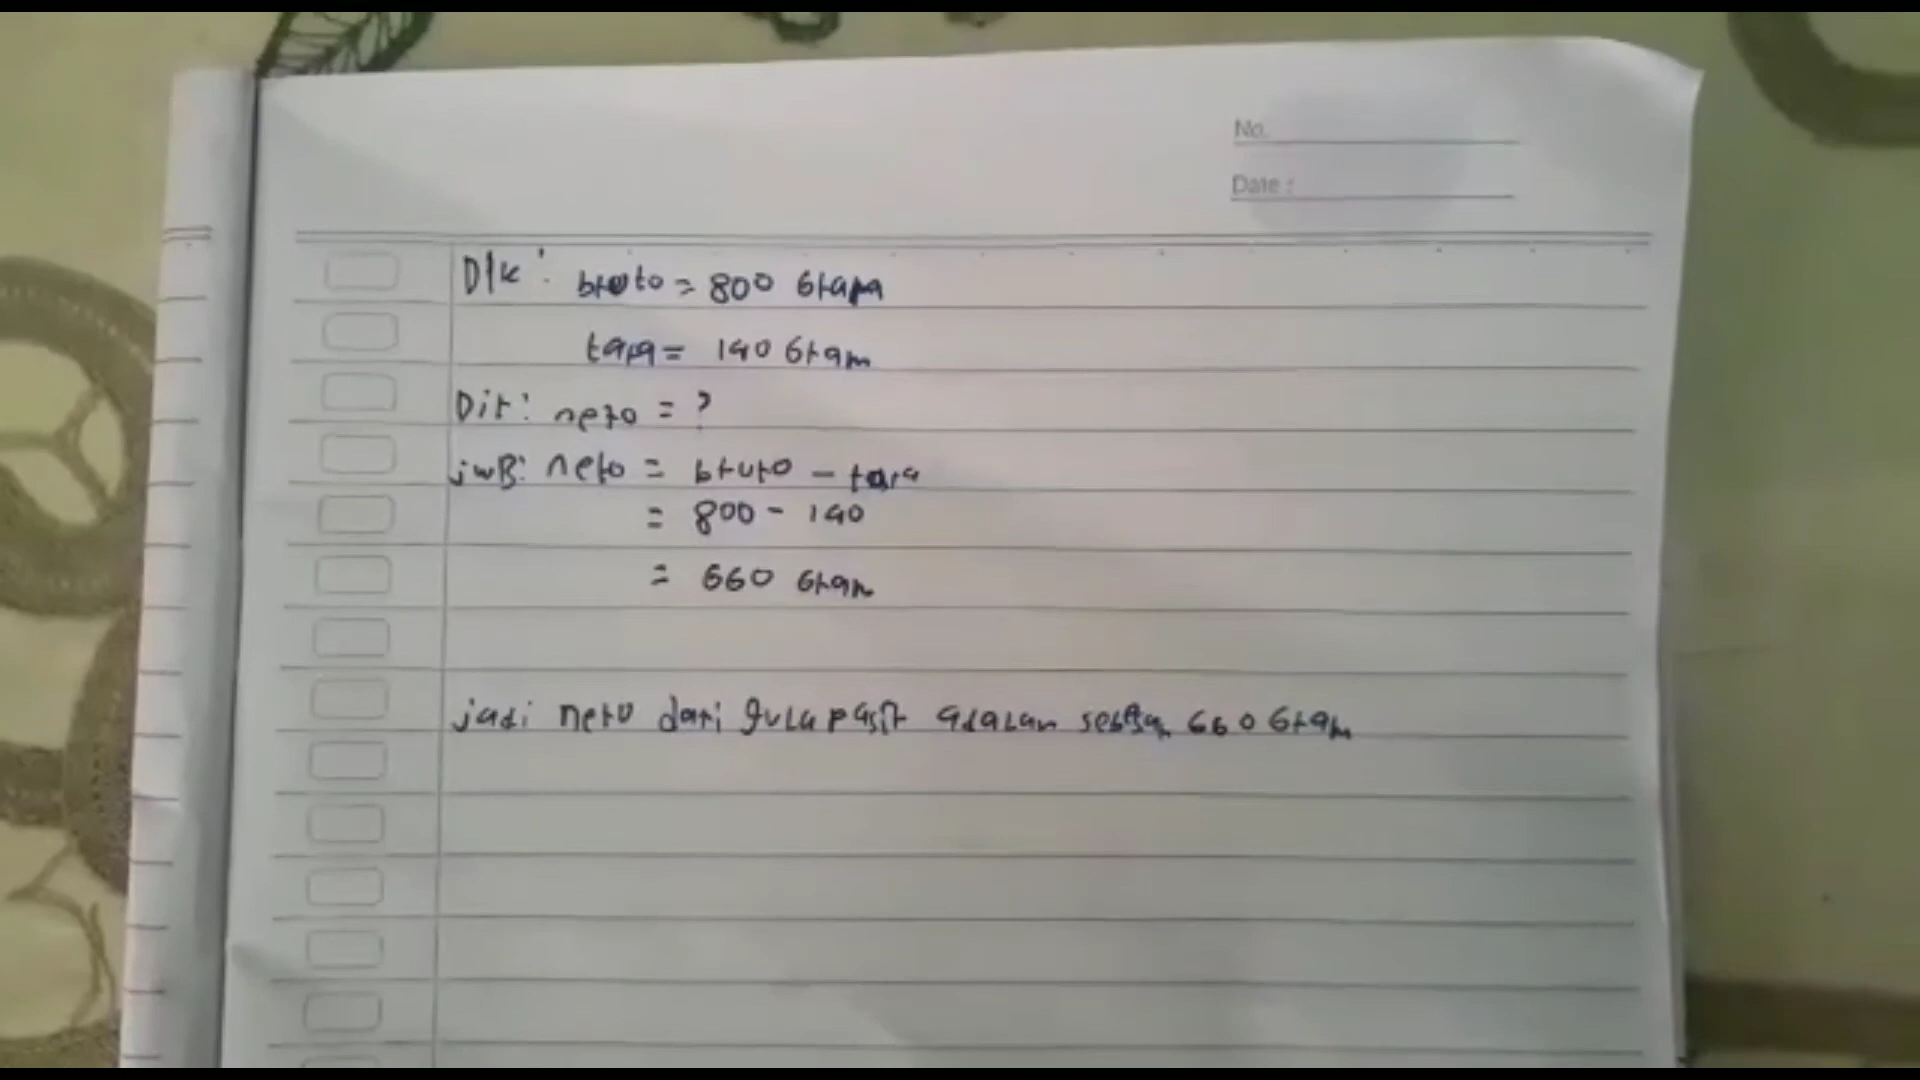 No.
Date :
Dik : bruto = 800 Gram
tara = 140 Gram
Dit : neto = ?
jwB : neto = bruto - tara
= 800 - 140
= 660 Gram
jadi neto dari gula pasir adalah sebsar 660 Gram